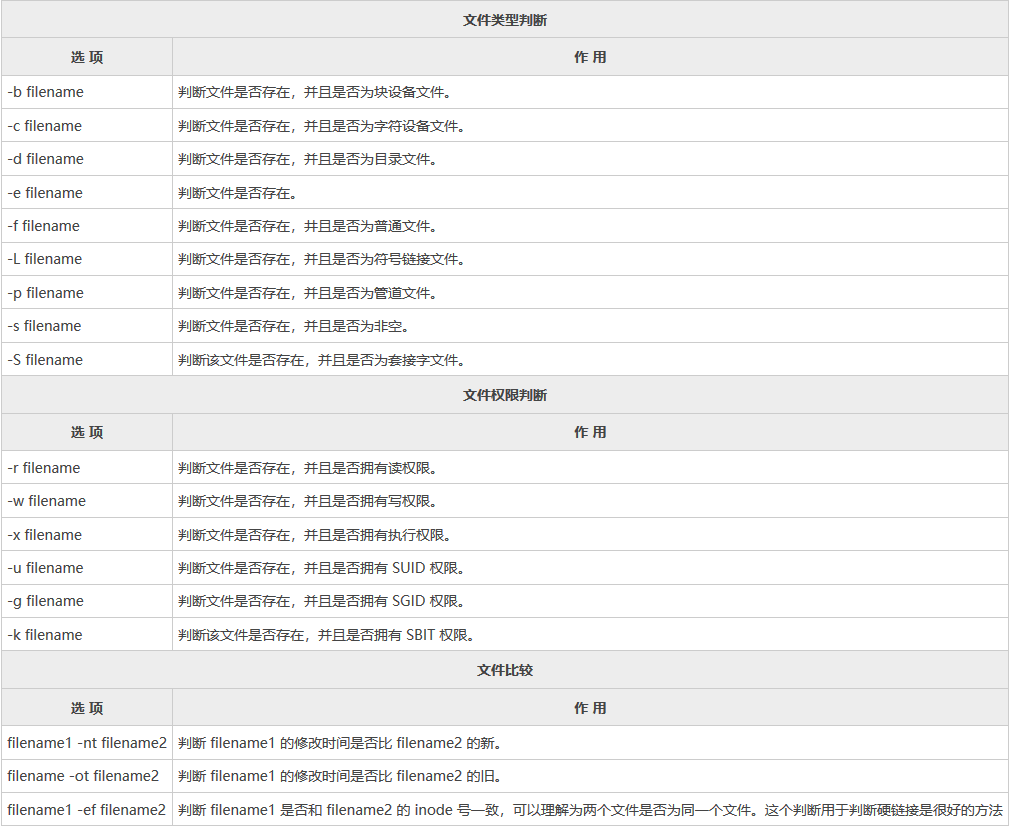 文件类型判断
选 项 作 用
-b filename 判断文件是否存在，并且是否为块设备文件。
-c filename 判断文件是否存在，并且是否为字符设备文件。
-d filename 判断文件是否存在，并且是否为目录文件。
-e filename 判断文件是否存在。
-f filename 判断文件是否存在，井且是否为普通文件。
-L filename 判断文件是否存在，并且是否为符号链接文件。
-p filename 判断文件是否存在，并且是否为管道文件。
-s filename 判断文件是否存在，并且是否为非空。
-S filename 判断该文件是否存在，并且是否为套接字文件。
文件权限判断
选 项 作 用
-r filename 判断文件是否存在，并且是否拥有读权限。
-w filename 判断文件是否存在，并且是否拥有写权限。
-x filename 判断文件是否存在，并且是否拥有执行权限。
-u filename 判断文件是否存在，并且是否拥有 SUID 权限。
-g filename 判断文件是否存在，并且是否拥有 SGID 权限。
-k filename 判断该文件是否存在，并且是否拥有 SBIT 权限。
文件比较
选 项 作 用
filename1 -nt filename2 判断 filename1 的修改时间是否比 filename2 的新。
filename -ot filename2 判断 filename1 的修改时间是否比 filename2 的旧。
filename1 -ef filename2 判断 filename1 是否和 filename2 的 inode 号一致，可以理解为两个文件是否为同一个文件。这个判断用于判断硬链接是很好的方法